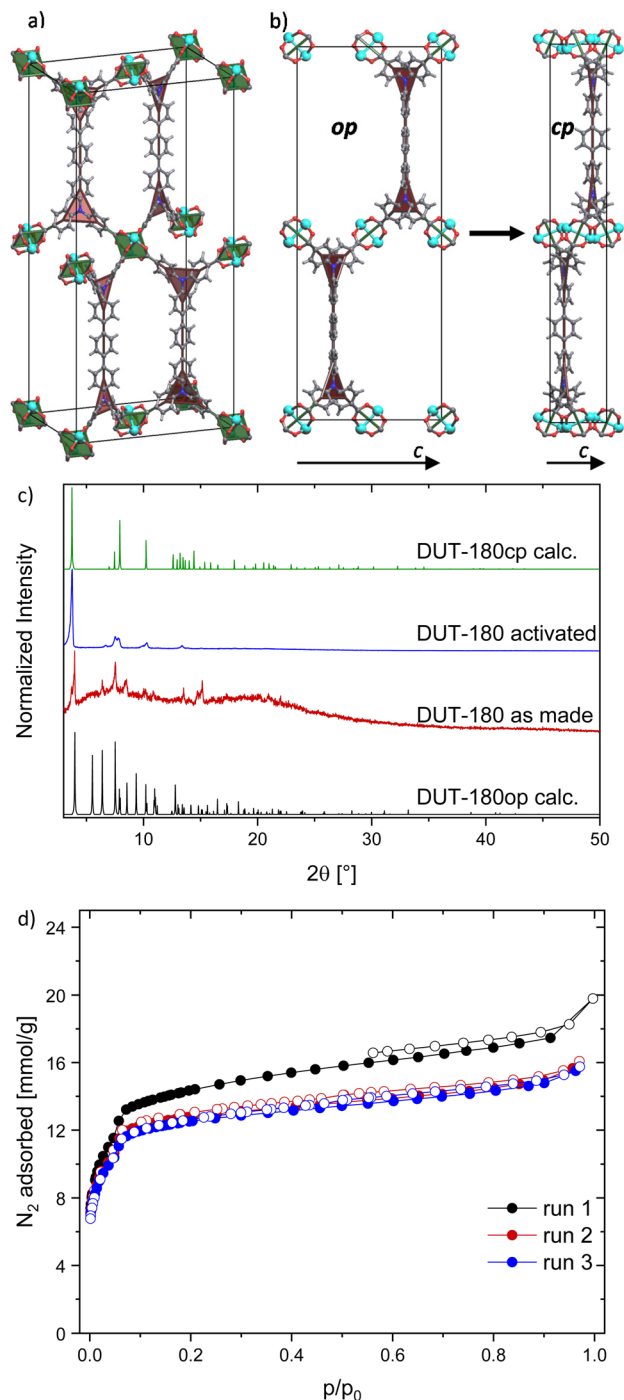 a)
b)
op
cp
c
c
c)
Normalized Intensity
DUT-180cp calc.
DUT-180 activated
DUT-180 as made
DUT-180op calc.
10
20
30
40
50
2θ [°]
d)
N2 adsorbed [mmol/g]
24
20
16
12
8
4
0
run 1
run 2
run 3
0.0
0.2
0.4
0.6
0.8
1.0
p/p0